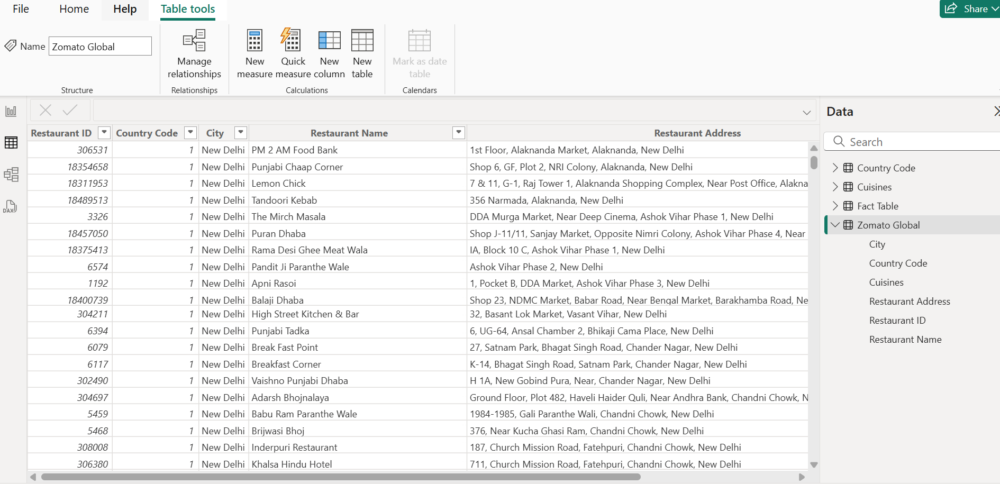 File Home Help Table tools Share
Name Zomato Global
Manage relationships
New measure
Quick measure
New column
New table
Mark as date table
Structure Relationships Calculations Calendars
DAX
Restaurant ID Country Code City Restaurant Name Restaurant Address
306531 1 New Delhi PM 2 AM Food Bank 1st Floor, Alaknanda Market, Alaknanda, New Delhi
18354658 1 New Delhi Punjabi Chaap Corner Shop 6, GF, Plot 2, NRI Colony, Alaknanda, New Delhi
18311953 1 New Delhi Lemon Chick 7 & 11, G-1, Raj Tower 1, Alaknanda Shopping Complex, Near Post Office, Alakna
18489513 1 New Delhi Tandoori Kebab 356 Narmada, Alaknanda, New Delhi
3326 1 New Delhi The Mirch Masala DDA Murga Market, Near Deep Cinema, Ashok Vihar Phase 1, New Delhi
18457050 1 New Delhi Puran Dhaba Shop J-11/11, Sanjay Market, Opposite Nimri Colony, Ashok Vihar Phase 4, Near
18375413 1 New Delhi Rama Desi Ghee Meat Wala IA, Block 10 C, Ashok Vihar Phase 1, New Delhi
6574 1 New Delhi Pandit Ji Paranthe Wale Ashok Vihar Phase 2, New Delhi
1192 1 New Delhi Apni Rasoi 1, Pocket B, DDA Market, Ashok Vihar Phase 3, New Delhi
18400739 1 New Delhi Balaji Dhaba Shop 23, NDMC Market, Babar Road, Near Bengal Market, Barakhamba Road, Ne
304211 1 New Delhi High Street Kitchen & Bar 32, Basant Lok Market, Vasant Vihar, New Delhi
6394 1 New Delhi Punjabi Tadka 6, UG-64, Ansal Chamber 2, Bhikaji Cama Place, New Delhi
6079 1 New Delhi Break Fast Point 27, Satnam Park, Bhagat Singh Road, Chander Nagar, New Delhi
6117 1 New Delhi Breakfast Corner K-14, Bhagat Singh Road, Satnam Park, Chander Nagar, New Delhi
302490 1 New Delhi Vaishno Punjabi Dhaba H 1A, New Gobind Pura, Near, Chander Nagar, New Delhi
304697 1 New Delhi Adarsh Bhojnalaya Ground Floor, Plot 482, Haveli Haider Quli, Near Andhra Bank, Chandni Chowk, N
5459 1 New Delhi Babu Ram Paranthe Wale 1984-1985, Gali Paranthe Wali, Chandni Chowk, New Delhi
5468 1 New Delhi Brijwasi Bhoj 376, Near Kucha Ghasi Ram, Chandni Chowk, New Delhi
308008 1 New Delhi Inderpuri Restaurant 187, Church Mission Road, Fatehpuri, Chandni Chowk, New Delhi
306380 1 New Delhi Khalsa Hindu Hotel 711, Church Mission Road, Fatehpuri, Chandni Chowk, New Delhi
Data
Search
Country Code
Cuisines
Fact Table
Zomato Global
City
Country Code
Cuisines
Restaurant Address
Restaurant ID
Restaurant Name